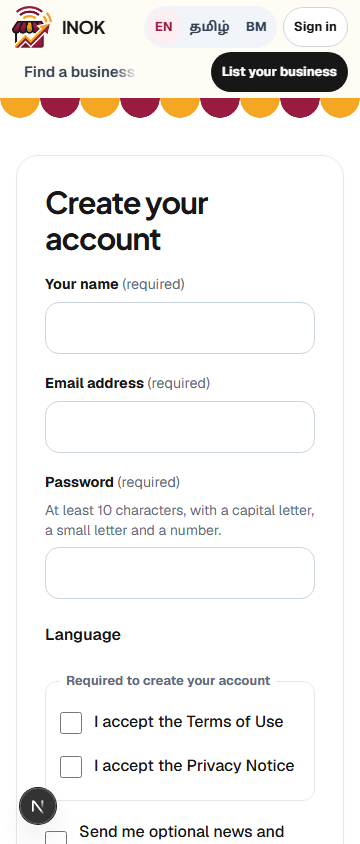 INOK
EN தமிழ் BM
Sign in
Find a business
List your business
Create your
account
Your name (required)
Email address (required)
Password (required)
At least 10 characters, with a capital letter,
a small letter and a number.
Language
Required to create your account
I accept the Terms of Use
I accept the Privacy Notice
N
Send me optional news and